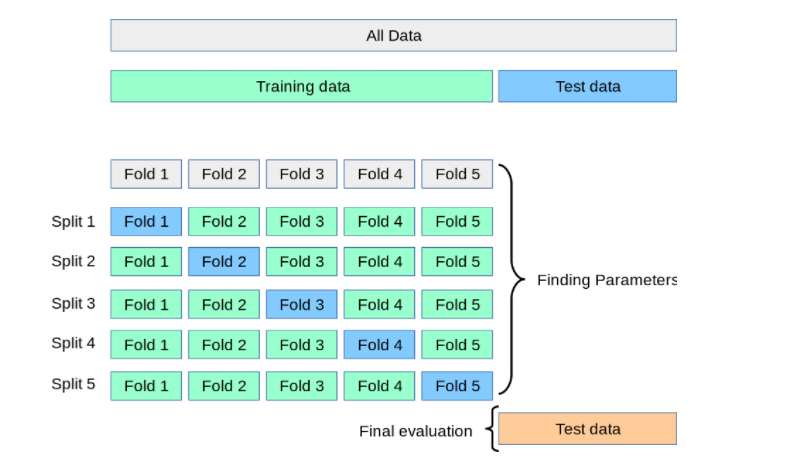 All Data
Training data Test data
Fold 1 Fold 2 Fold 3 Fold 4 Fold 5
Split 1 Fold 1 Fold 2 Fold 3 Fold 4 Fold 5
Split 2 Fold 1 Fold 2 Fold 3 Fold 4 Fold 5
Finding Parameters
Split 3 Fold 1 Fold 2 Fold 3 Fold 4 Fold 5
Split 4 Fold 1 Fold 2 Fold 3 Fold 4 Fold 5
Split 5 Fold 1 Fold 2 Fold 3 Fold 4 Fold 5
Final evaluation Test data